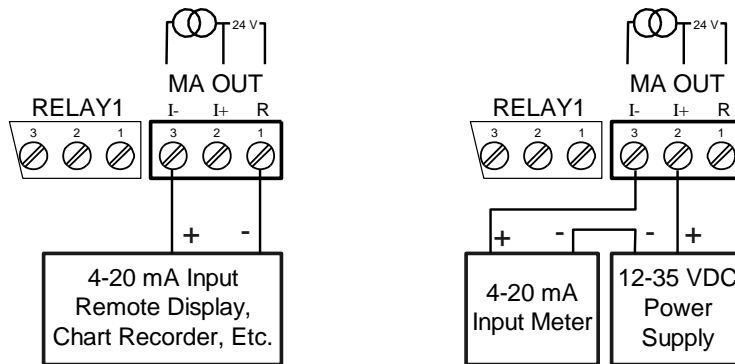 24 V
MA OUT
RELAY1 I- I+ R
3 2 1 3 2 1
+ -
4-20 mA Input
Remote Display,
Chart Recorder, Etc.
24 V
MA OUT
RELAY1 I- I+ R
3 2 1 3 2 1
+ - - +
4-20 mA
Input Meter
12-35 VDC
Power
Supply